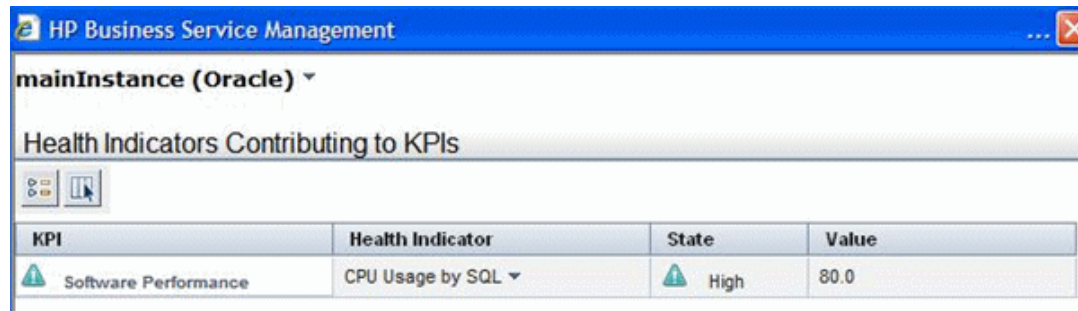 HP Business Service Management ...
mainInstance (Oracle)
Health Indicators Contributing to KPIs
KPI Health Indicator State Value
Software Performance CPU Usage by SQL High 80.0